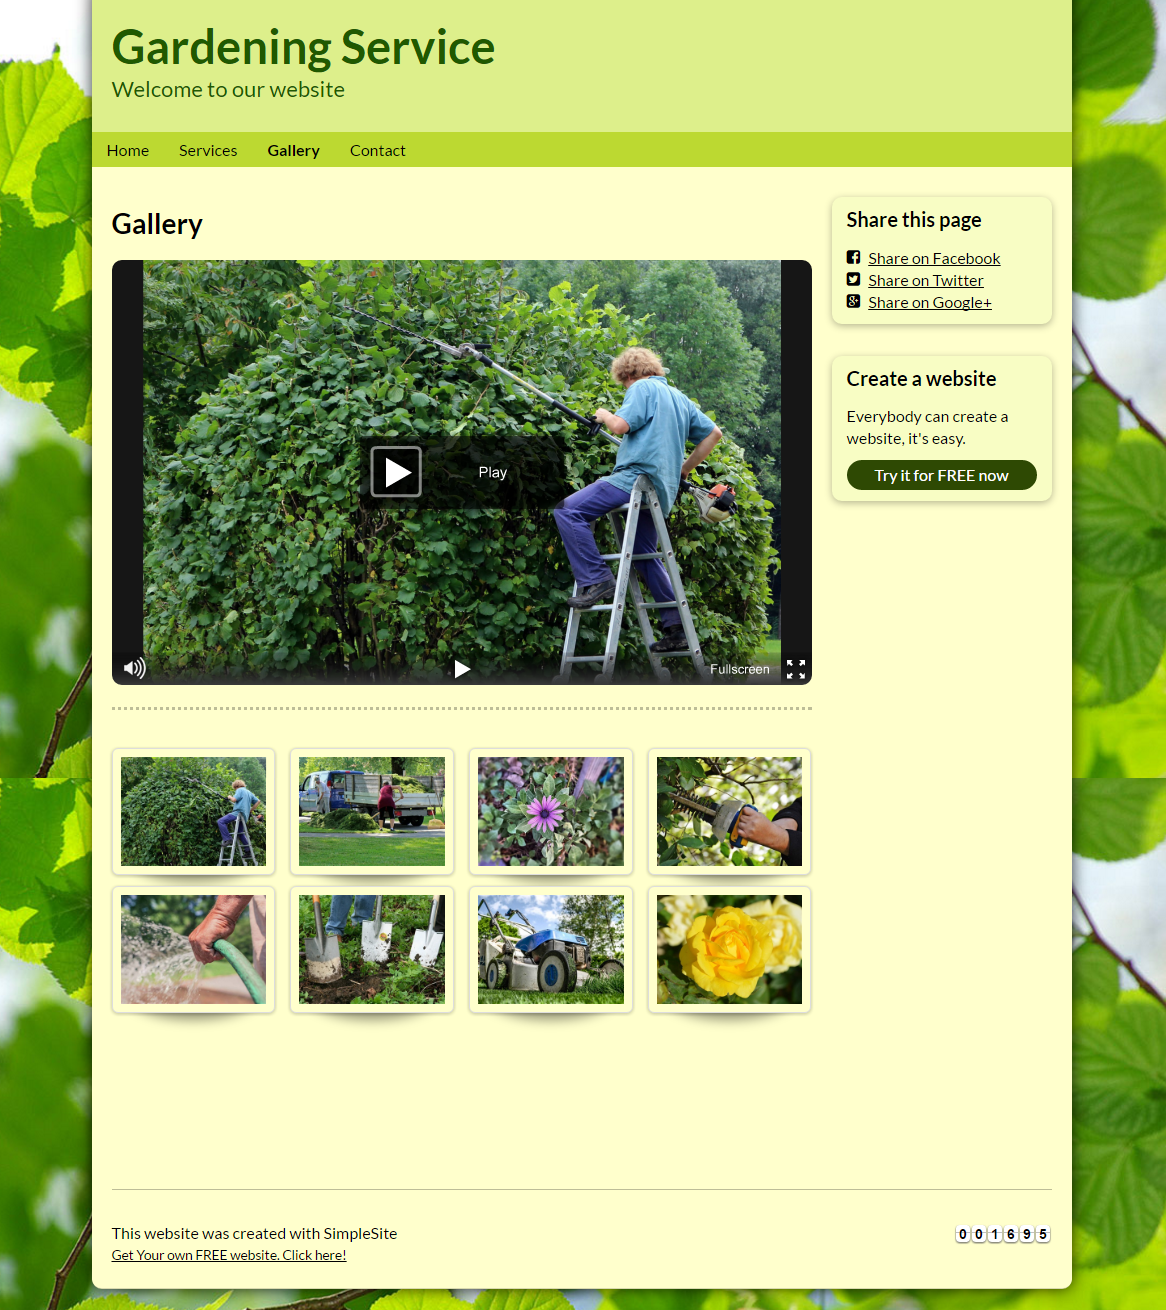 Gardening Service
Welcome to our website
Home Services Gallery Contact
Gallery
Play
Fullscreen
Share this page
Share on Facebook
Share on Twitter
Share on Google+
Create a website
Everybody can create a
website, it's easy.
Try it for FREE now
This website was created with SimpleSite
Get Your own FREE website. Click here!
001695